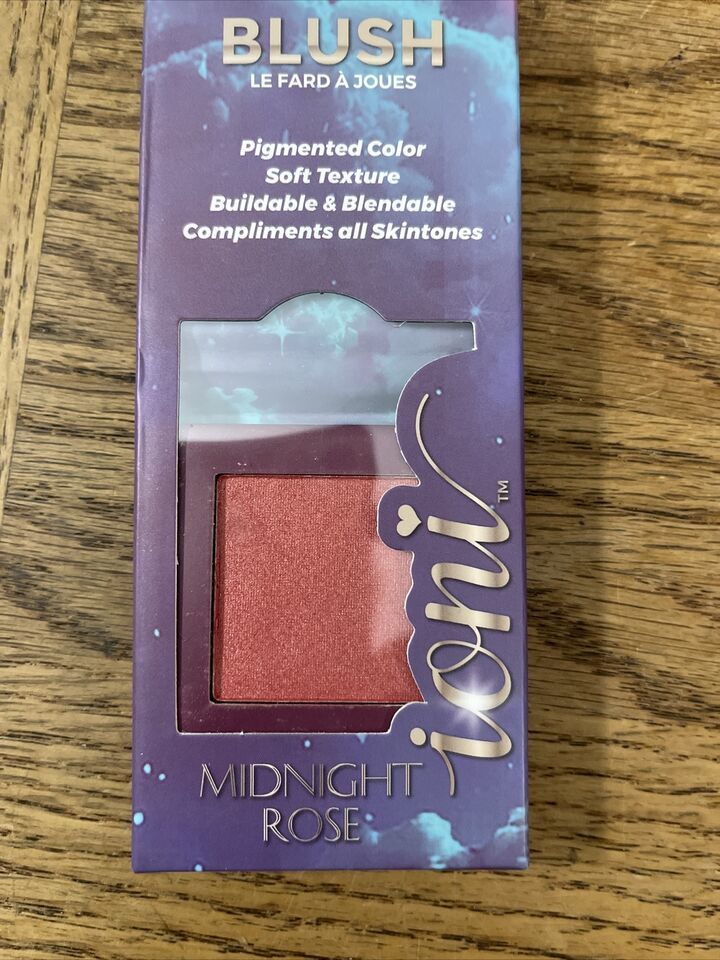 BLUSH
LE FARD À JOUES
Pigmented Color
Soft Texture
Buildable & Blendable
Compliments all Skintones
ioni™
MIDNIGHT
ROSE